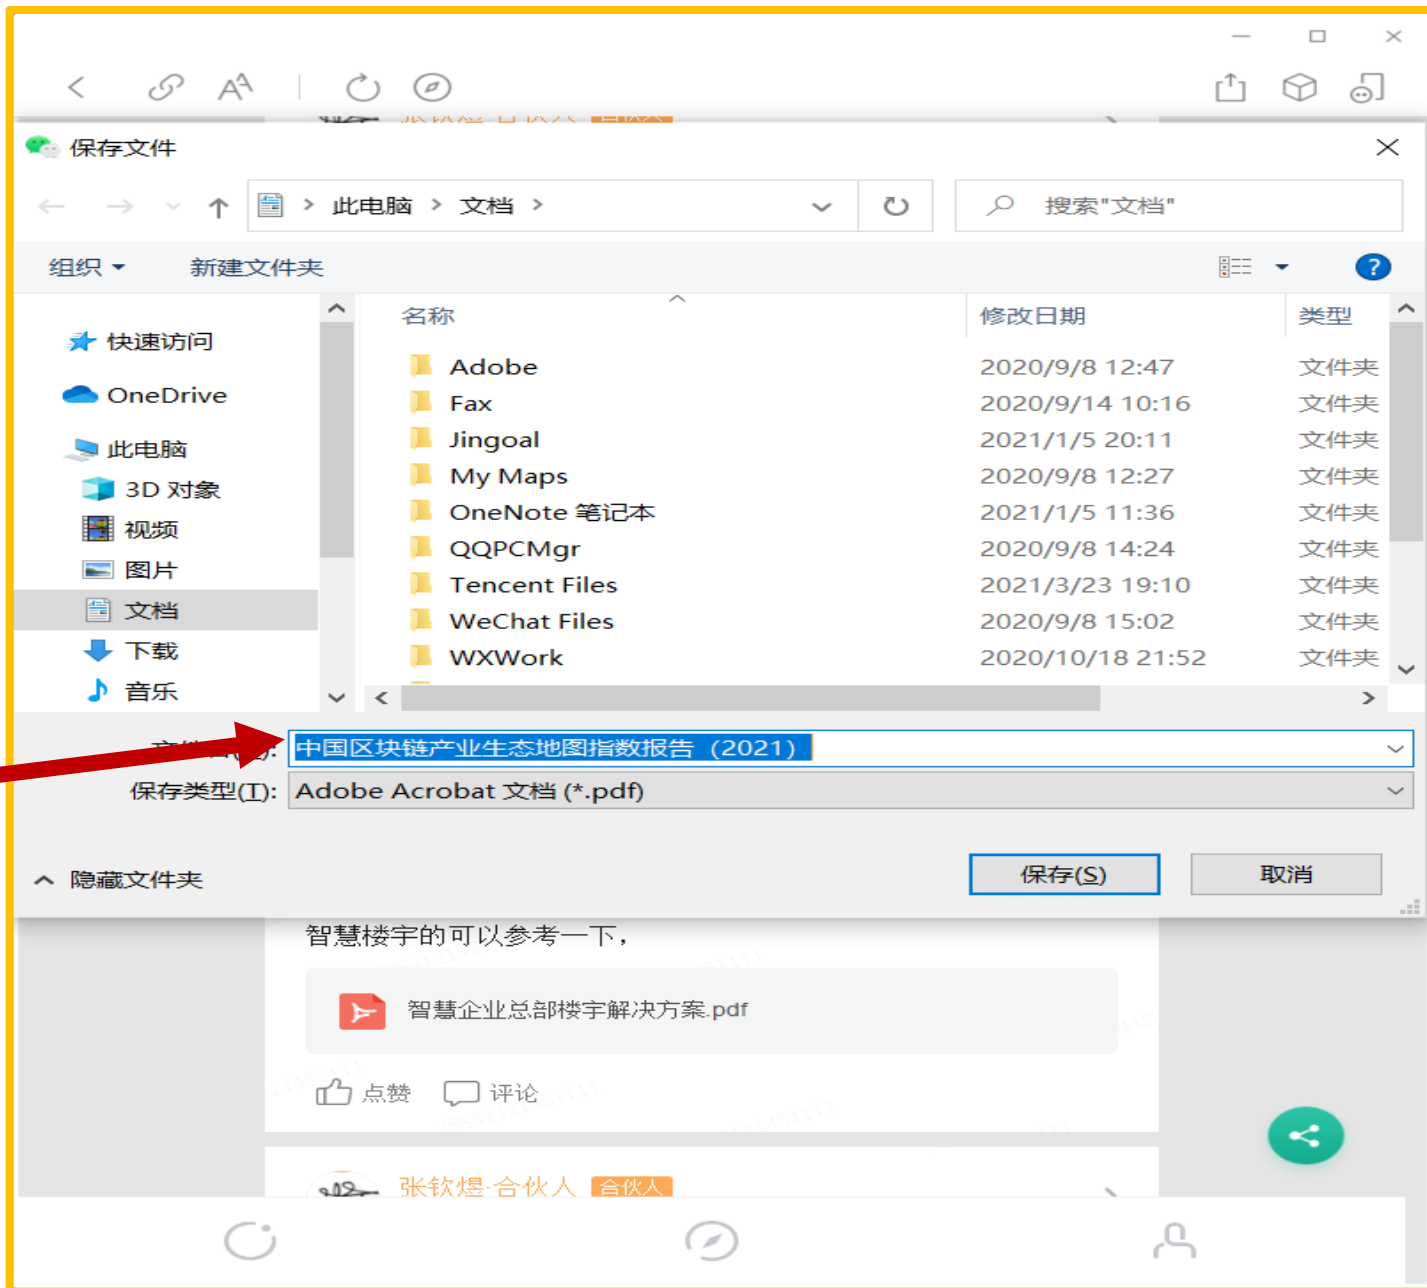 保存文件
此电脑 > 文档 >
搜索"文档"
组织
新建文件夹
名称 修改日期 类型
快速访问
OneDrive
此电脑
3D 对象
视频
图片
文档
下载
音乐
Adobe 2020/9/8 12:47 文件夹
Fax 2020/9/14 10:16 文件夹
Jingoal 2021/1/5 20:11 文件夹
My Maps 2020/9/8 12:27 文件夹
OneNote 笔记本 2021/1/5 11:36 文件夹
QQPCMgr 2020/9/8 14:24 文件夹
Tencent Files 2021/3/23 19:10 文件夹
WeChat Files 2020/9/8 15:02 文件夹
WXWork 2020/10/18 21:52 文件夹
中国区块链产业生态地图指数报告（2021）
保存类型(T): Adobe Acrobat 文档 (*.pdf)
隐藏文件夹
保存(S) 取消
智慧楼宇的可以参考一下，
智慧企业总部楼宇解决方案.pdf
点赞 评论
张钦煜-合伙人 合伙人